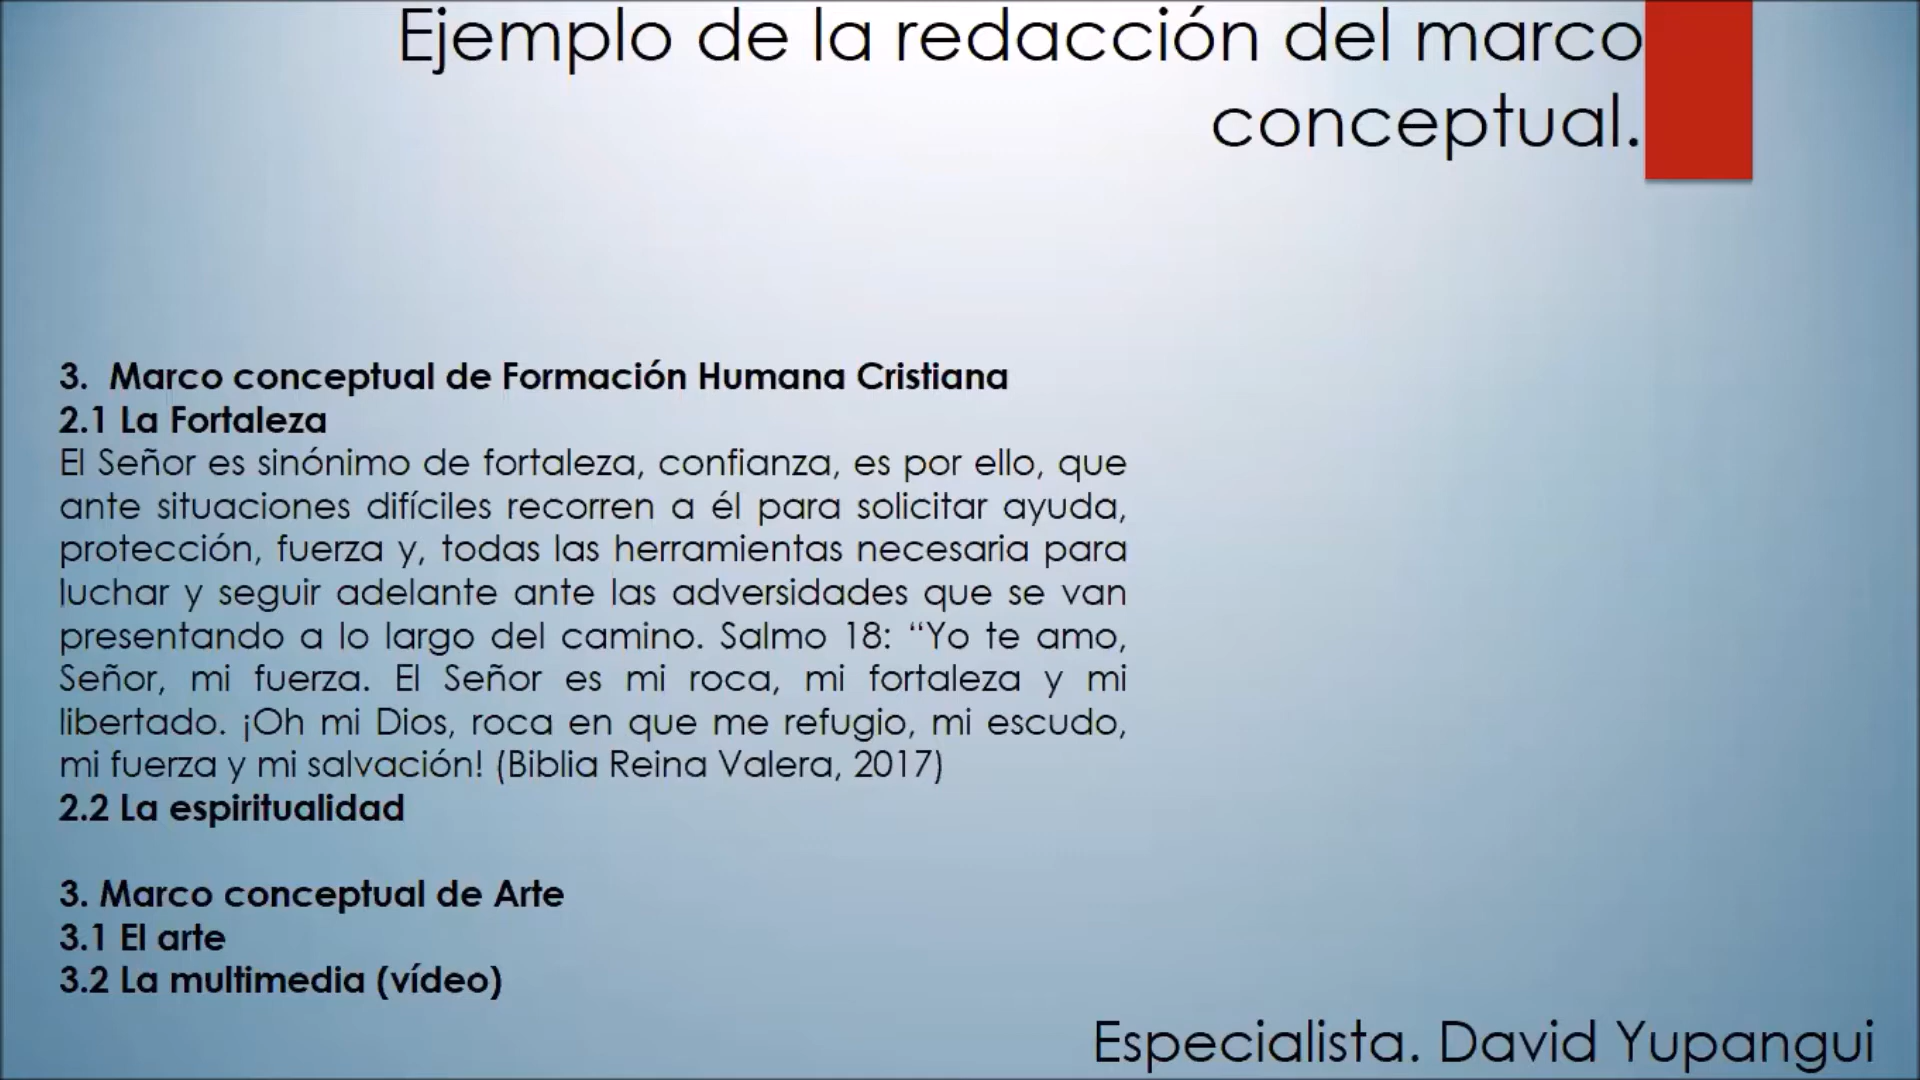 Ejemplo de la redacción del marco
conceptual.
3. Marco conceptual de Formación Humana Cristiana
2.1 La Fortaleza
El Señor es sinónimo de fortaleza, confianza, es por ello, que
ante situaciones difíciles recorren a él para solicitar ayuda,
protección, fuerza y, todas las herramientas necesaria para
luchar y seguir adelante ante las adversidades que se van
presentando a lo largo del camino. Salmo 18: “Yo te amo,
Señor, mi fuerza. El Señor es mi roca, mi fortaleza y mi
libertado. ¡Oh mi Dios, roca en que me refugio, mi escudo,
mi fuerza y mi salvación! (Biblia Reina Valera, 2017)
2.2 La espiritualidad
3. Marco conceptual de Arte
3.1 El arte
3.2 La multimedia (vídeo)
Especialista. David Yupangui